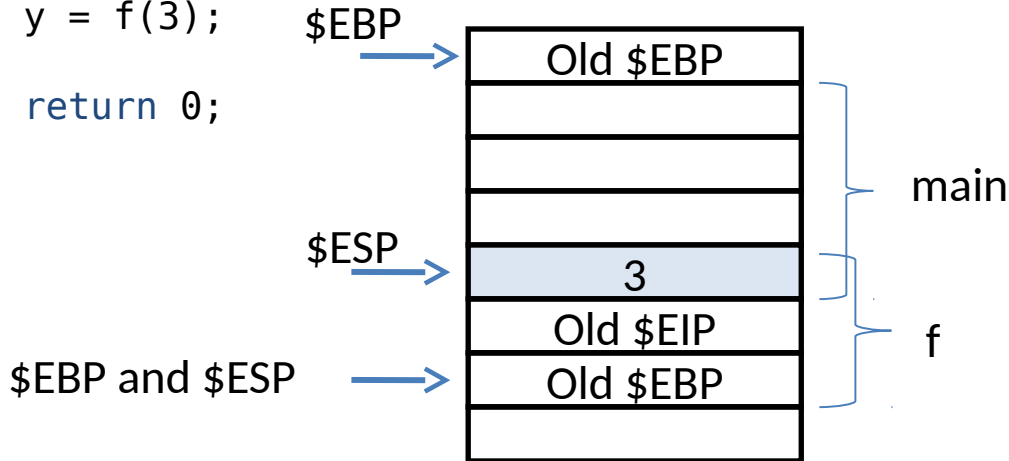 y = f(3);
return 0;
$EBP
Old $EBP
main
$ESP
3
Old $EIP
f
$EBP and $ESP
Old $EBP